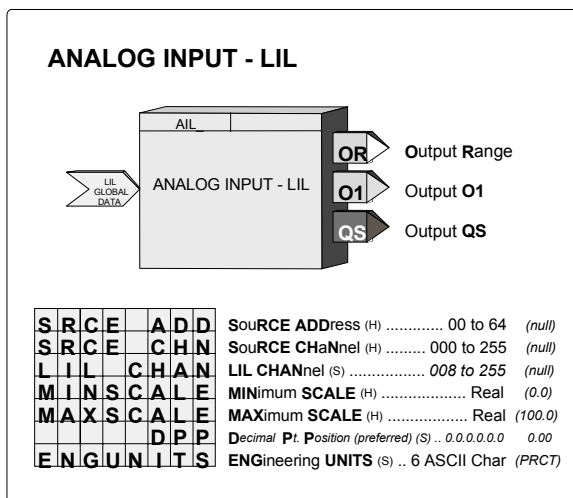 ANALOG INPUT - LIL
AIL_
LIL
GLOBAL
DATA
ANALOG INPUT - LIL
OR Output Range
O1 Output O1
QS Output QS
SRCE ADD SouRCE ADDress (H) ............. 00 to 64 (null)
SRCE CHN SouRCE CHaNnel (H) ........... 000 to 255 (null)
LIL CHAN LIL CHANnel (S) ..................... 008 to 255 (null)
MINSCALE MINimum SCALE (H) .................... Real (0.0)
MAXSCALE MAXimum SCALE (H) .................. Real (100.0)
DPP Decimal Pt. Position (preferred) (S) .. 0.0.0.0.0.0 0.00
ENGUNITS ENGineering UNITS (S) .. 6 ASCII Char (PRCT)